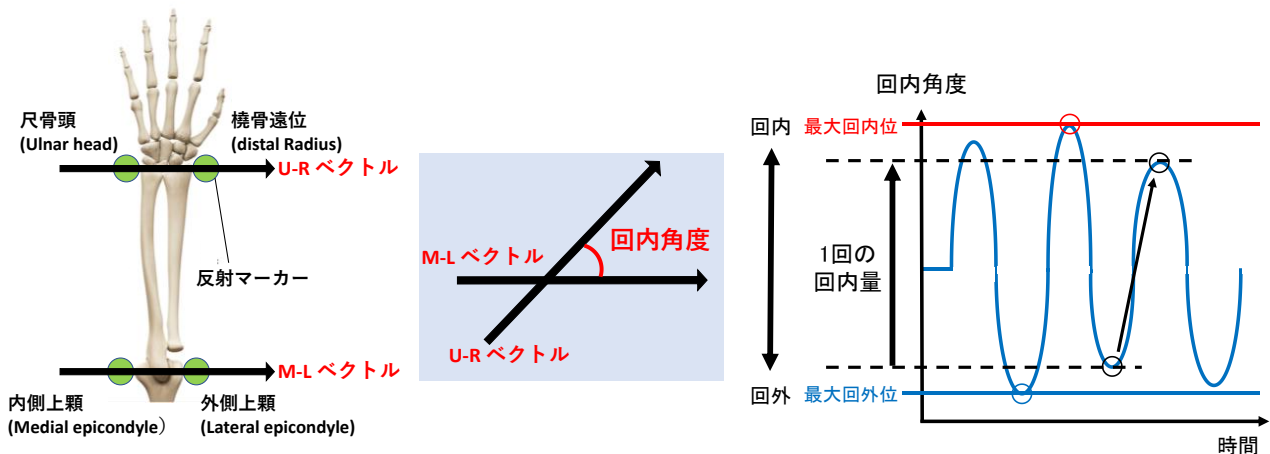 尺骨頭
(Ulnar head)
橈骨遠位
(distal Radius)
U-R ベクトル
反射マーカー
M-L ベクトル
内側上顆
(Medial epicondyle）
外側上顆
(Lateral epicondyle)
回内角度
M-L ベクトル
U-R ベクトル
回内角度
回内
最大回内位
1回の
回内量
回外
最大回外位
時間